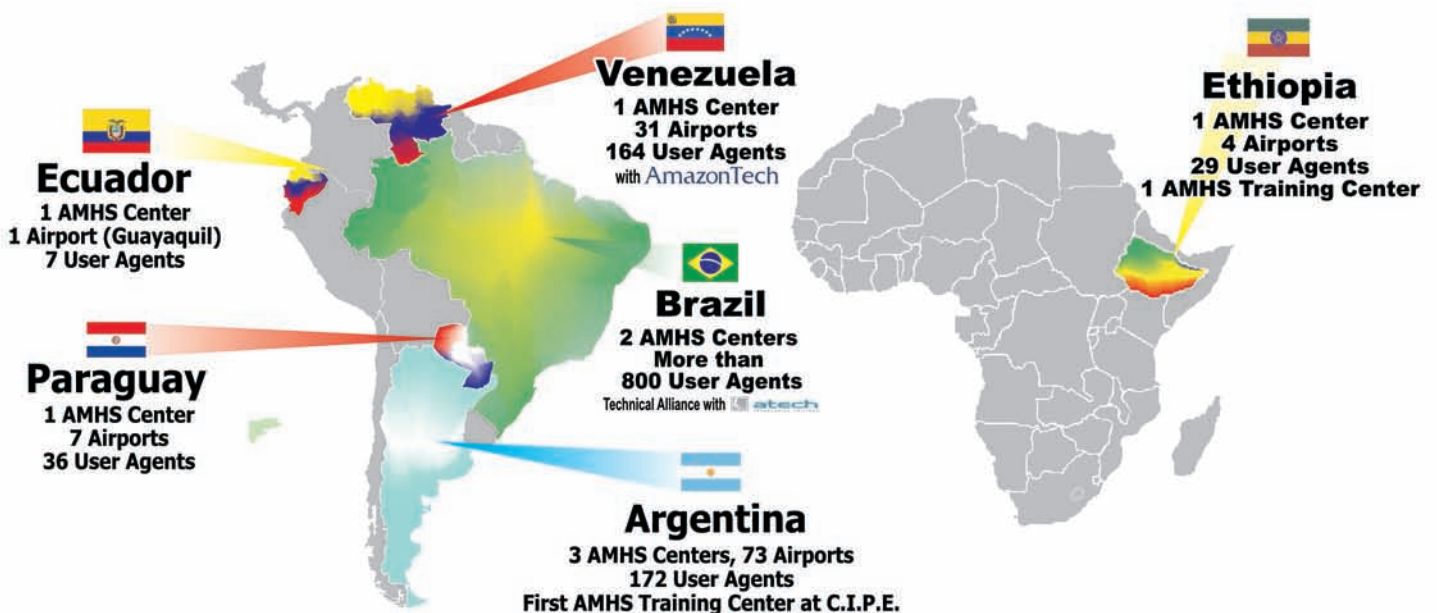 Venezuela
1 AMHS Center
31 Airports
164 User Agents
with AmazonTech
Ethiopia
1 AMHS Center
4 Airports
29 User Agents
1 AMHS Training Center
Ecuador
1 AMHS Center
1 Airport (Guayaquil)
7 User Agents
Brazil
2 AMHS Centers
More than
800 User Agents
Technical Alliance with atech
Paraguay
1 AMHS Center
7 Airports
36 User Agents
Argentina
3 AMHS Centers, 73 Airports
172 User Agents
First AMHS Training Center at C.I.P.E.